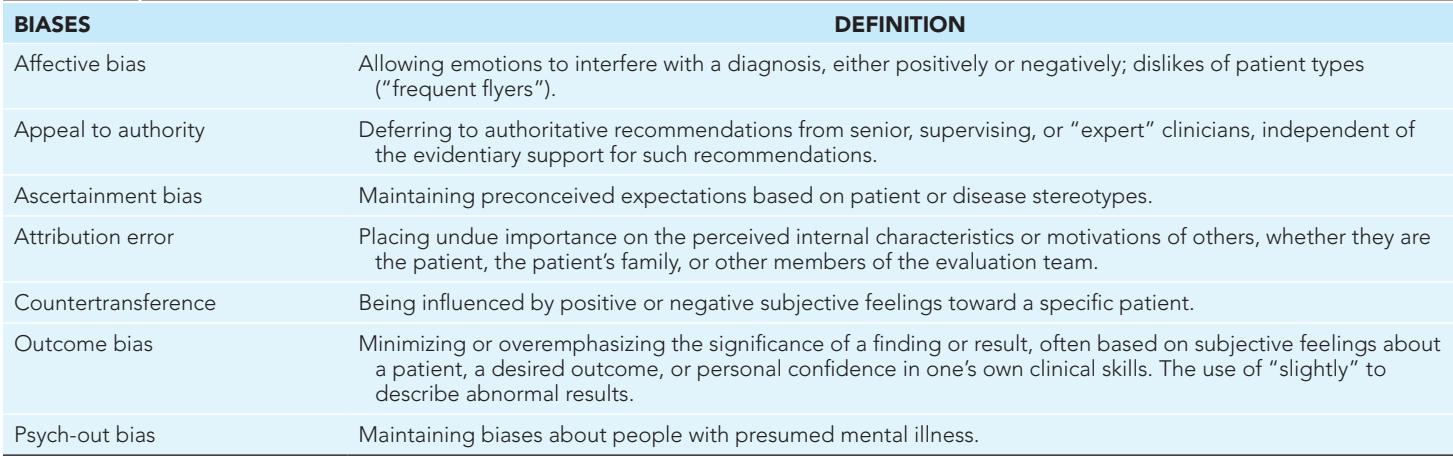 BIASES DEFINITION
Affective bias Allowing emotions to interfere with a diagnosis, either positively or negatively; dislikes of patient types
(“frequent flyers”).
Appeal to authority Deferring to authoritative recommendations from senior, supervising, or “expert” clinicians, independent of
the evidentiary support for such recommendations.
Ascertainment bias Maintaining preconceived expectations based on patient or disease stereotypes.
Attribution error Placing undue importance on the perceived internal characteristics or motivations of others, whether they are
the patient, the patient’s family, or other members of the evaluation team.
Countertransference Being influenced by positive or negative subjective feelings toward a specific patient.
Outcome bias Minimizing or overemphasizing the significance of a finding or result, often based on subjective feelings about
a patient, a desired outcome, or personal confidence in one’s own clinical skills. The use of “slightly” to
describe abnormal results.
Psych-out bias Maintaining biases about people with presumed mental illness.